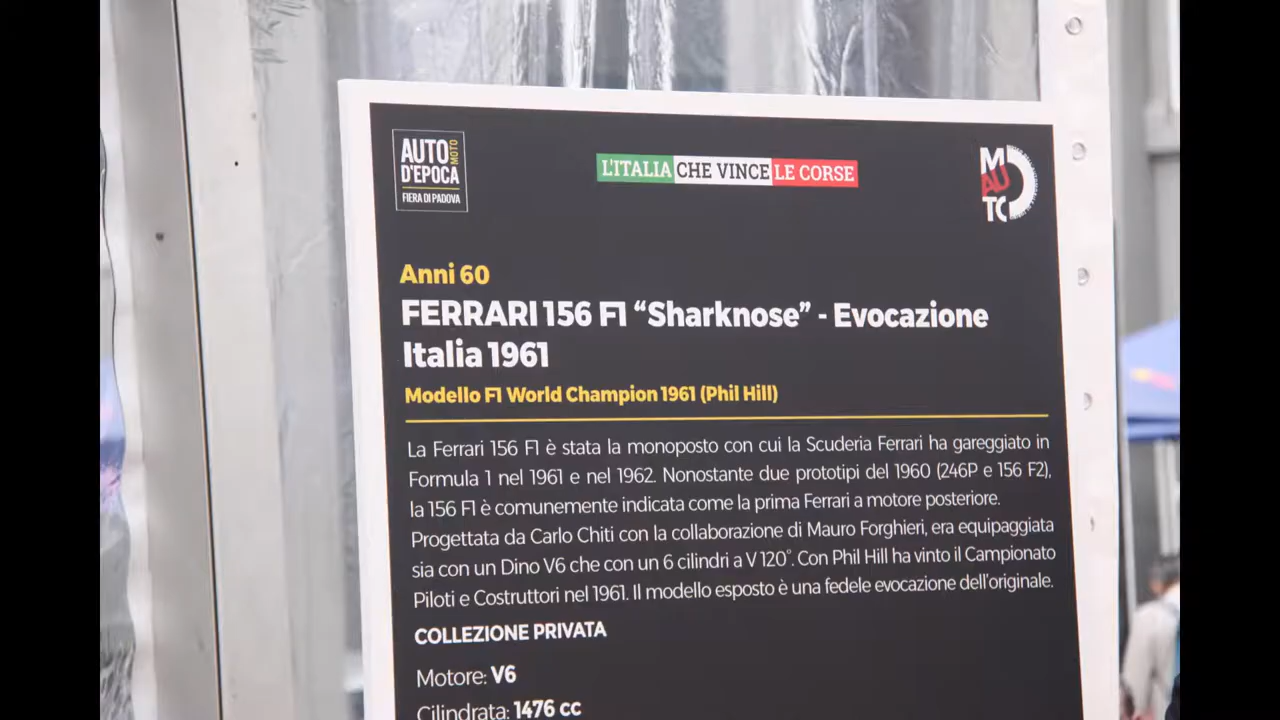 AUTO MOTO
D'EPOCA
FIERA DI PADOVA
L'ITALIA CHE VINCE LE CORSE
MAUTO
Anni 60
FERRARI 156 F1 “Sharknose” - Evocazione
Italia 1961
Modello F1 World Champion 1961 (Phil Hill)
La Ferrari 156 F1 è stata la monoposto con cui la Scuderia Ferrari ha gareggiato in
Formula 1 nel 1961 e nel 1962. Nonostante due prototipi del 1960 (246P e 156 F2),
la 156 F1 è comunemente indicata come la prima Ferrari a motore posteriore.
Progettata da Carlo Chiti con la collaborazione di Mauro Forghieri, era equipaggiata
sia con un Dino V6 che con un 6 cilindri a V 120°. Con Phil Hill ha vinto il Campionato
Piloti e Costruttori nel 1961. Il modello esposto è una fedele evocazione dell'originale.
COLLEZIONE PRIVATA
Motore: V6
Cilindrata: 1476 cc